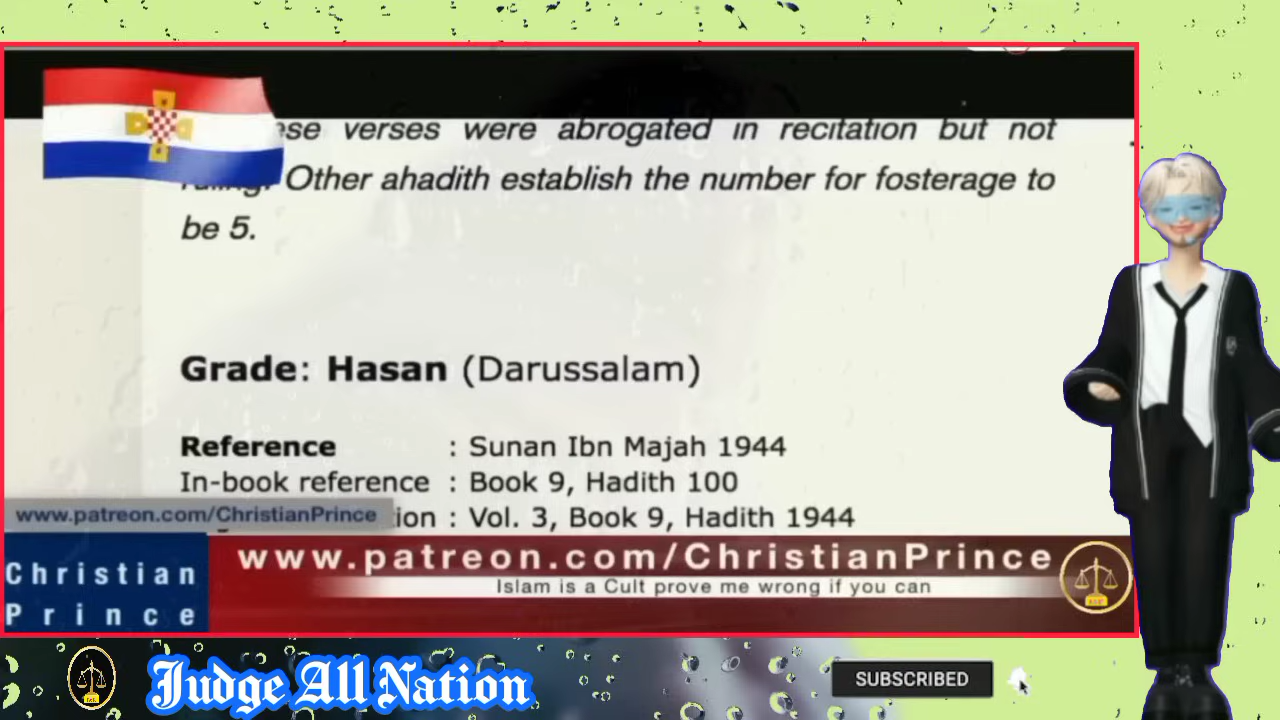 ese verses were abrogated in recitation but not
ruling. Other ahadith establish the number for fosterage to
be 5.
Grade: Hasan (Darussalam)
Reference : Sunan Ibn Majah 1944
In-book reference : Book 9, Hadith 100
www.patreon.com/ChristianPrince
ion : Vol. 3, Book 9, Hadith 1944
www.patreon.com/ChristianPrince
Islam is a Cult prove me wrong if you can
Christian
Prince
Judge All Nation
SUBSCRIBED